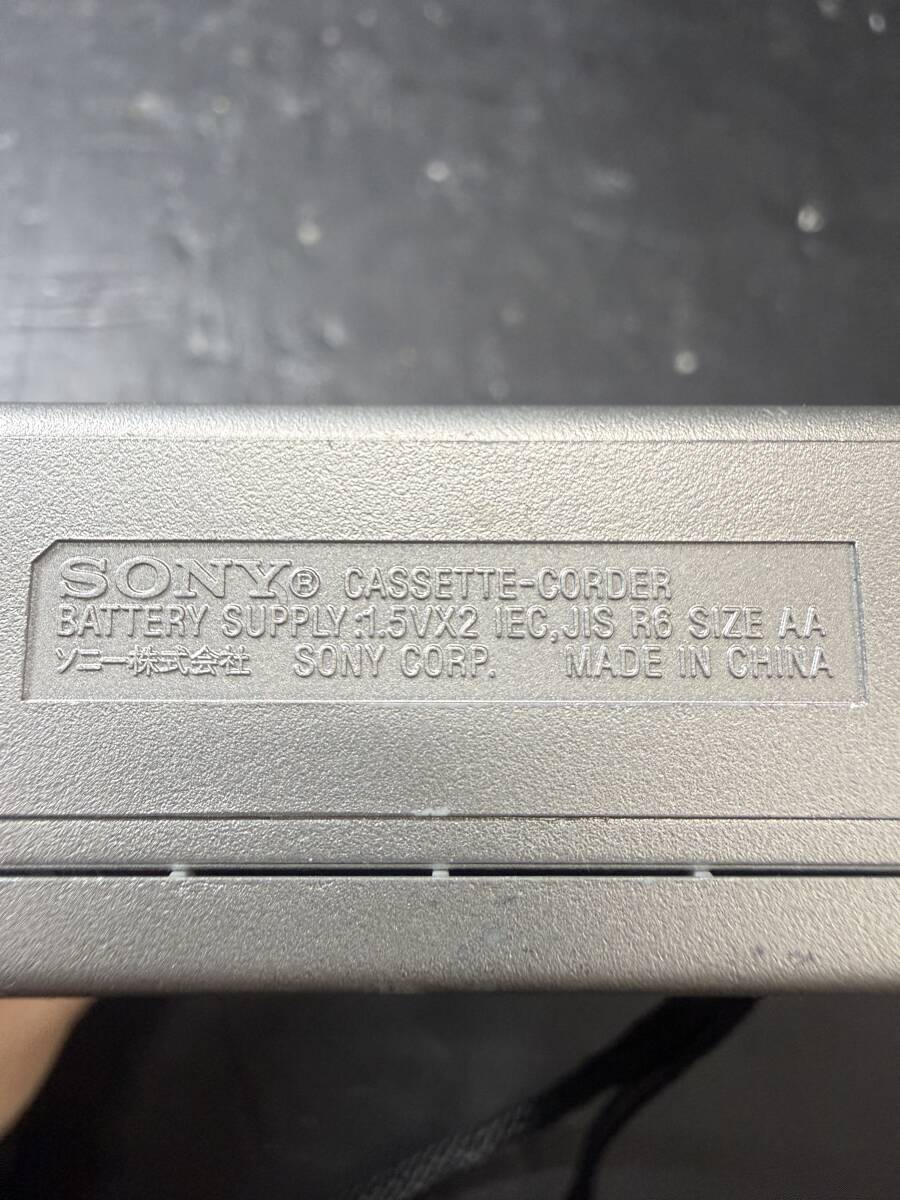 SONY® CASSETTE-CORDER
BATTERY SUPPLY:1.5VX2 IEC,JIS R6 SIZE AA
ソニー株式会社 SONY CORP. MADE IN CHINA